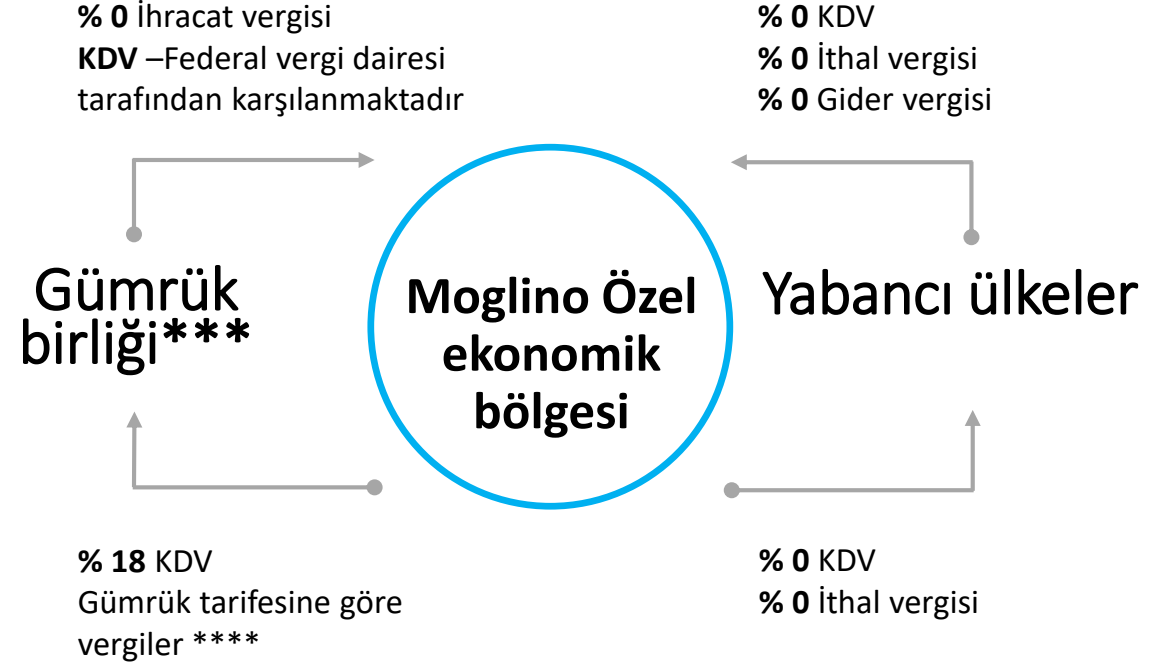 % 0 İhracat vergisi
KDV –Federal vergi dairesi
tarafından karşılanmaktadır
% 0 KDV
% 0 İthal vergisi
% 0 Gider vergisi
Gümrük
birliği***
Moglino Özel
ekonomik
bölgesi
Yabancı ülkeler
% 18 KDV
Gümrük tarifesine göre
vergiler ****
% 0 KDV
% 0 İthal vergisi